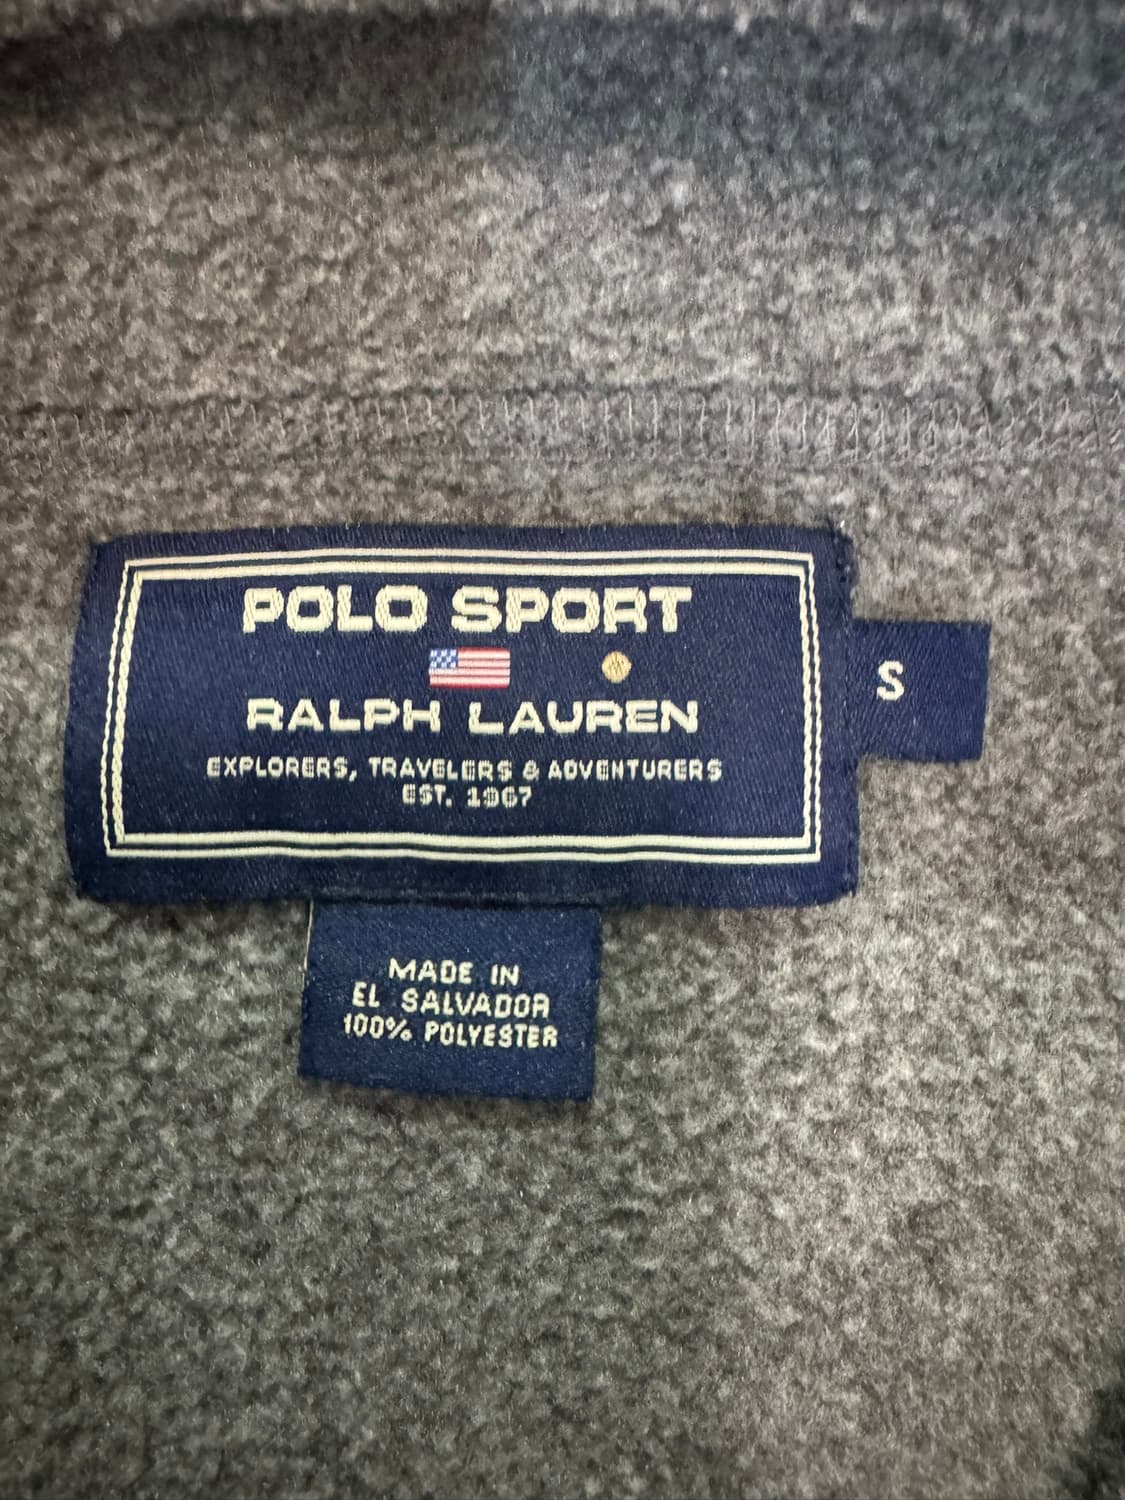 POLO SPORT
RALPH LAUREN
EXPLORERS, TRAVELERS & ADVENTURERS
EST. 1967
S
MADE IN
EL SALVADOR
100% POLYESTER